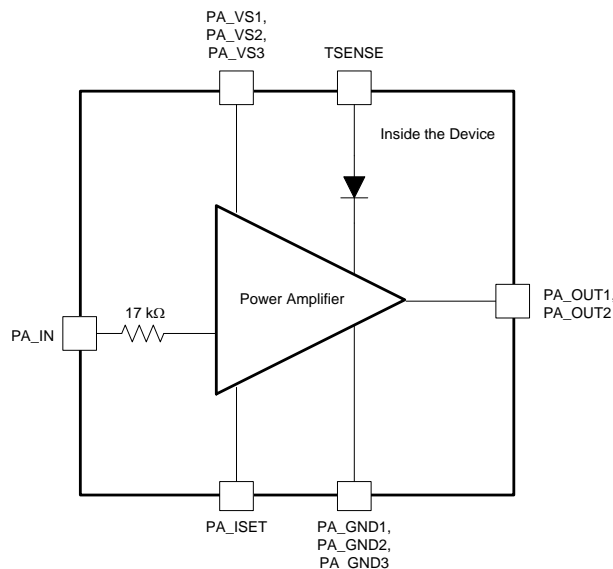 PA_VS1,
PA_VS2,
PA_VS3
TSENSE
Inside the Device
Power Amplifier
17 kΩ
PA_IN
PA_OUT1,
PA_OUT2
PA_ISET
PA_GND1,
PA_GND2,
PA_GND3